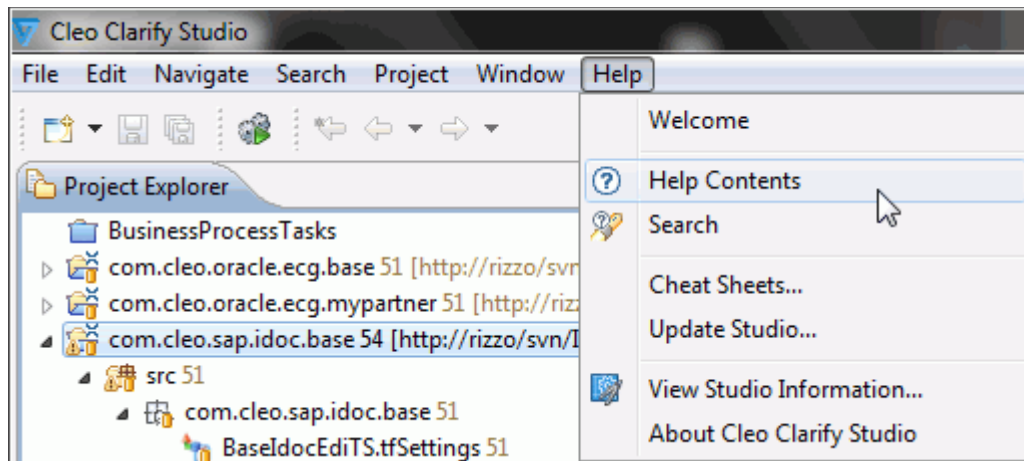 Cleo Clarify Studio
File Edit Navigate Search Project Window Help
Welcome
Project Explorer
Help Contents
BusinessProcessTasks
Search
com.cleo.oracle.ecg.base 51 [http://rizzo/svn
com.cleo.oracle.ecg.mypartner 51 [http://riz
Cheat Sheets...
com.cleo.sap.idoc.base 54 [http://rizzo/svn/I
Update Studio...
src 51
View Studio Information...
com.cleo.sap.idoc.base 51
About Cleo Clarify Studio
BaseIdocEdiTS.tfSettings 51